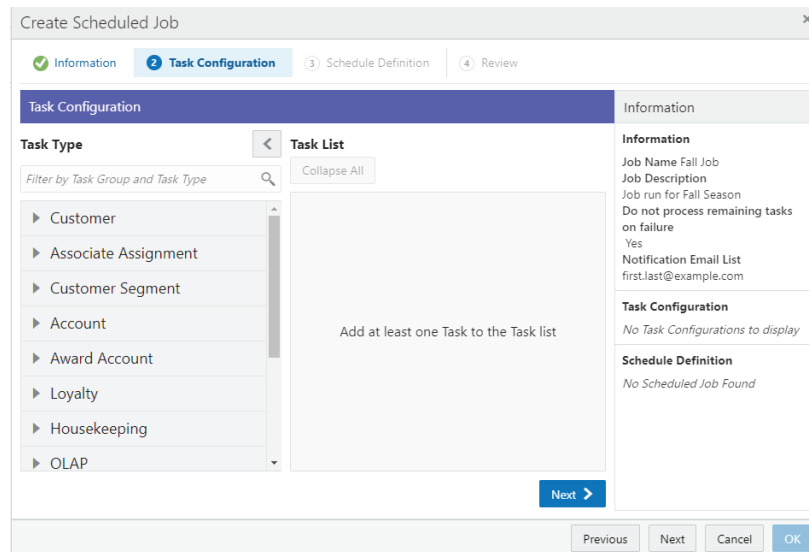 Create Scheduled Job
Information
2 Task Configuration
3 Schedule Definition
4 Review
Task Configuration
Task Type
Filter by Task Group and Task Type
Customer
Associate Assignment
Customer Segment
Account
Award Account
Loyalty
Housekeeping
OLAP
Task List
Collapse All
Add at least one Task to the Task list
Next
Information
Information
Job Name Fall Job
Job Description
Job run for Fall Season
Do not process remaining tasks
on failure
Yes
Notification Email List
first.last@example.com
Task Configuration
No Task Configurations to display
Schedule Definition
No Scheduled Job Found
Previous
Next
Cancel
OK